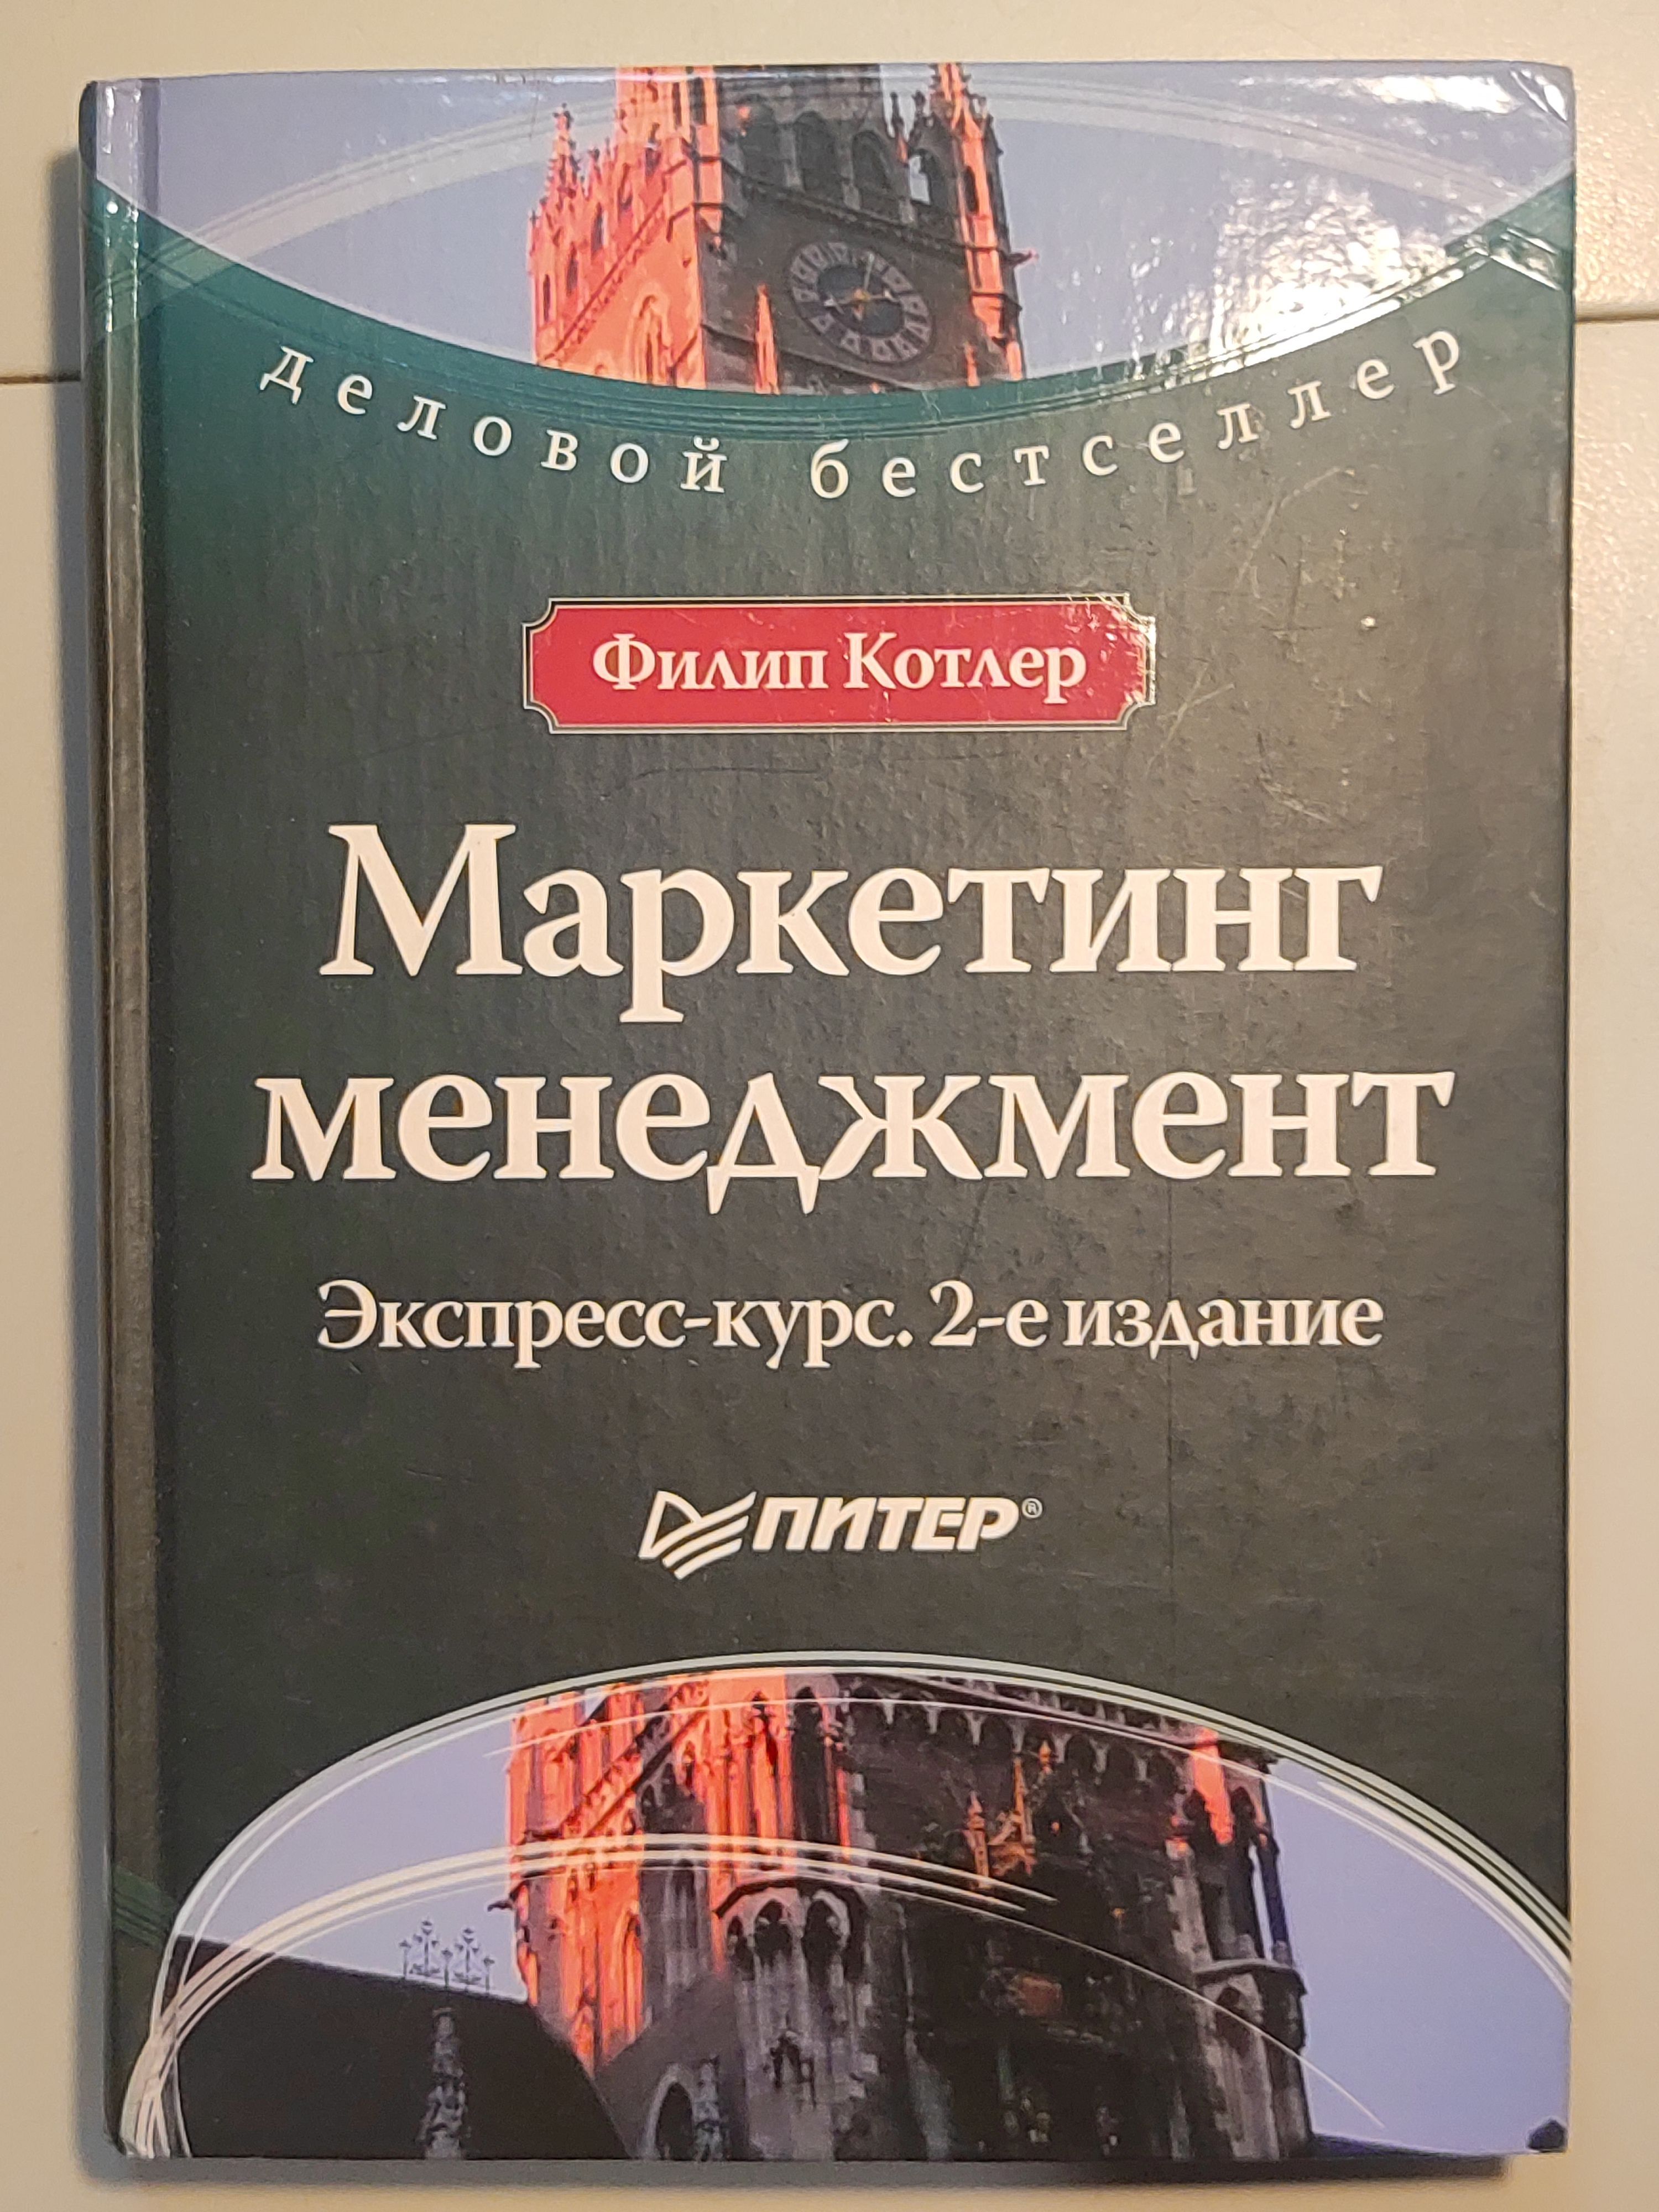 деловой бестселлер
Филип Котлер
Маркетинг
менеджмент
Экспресс-курс. 2-е издание
ПИТЕР®